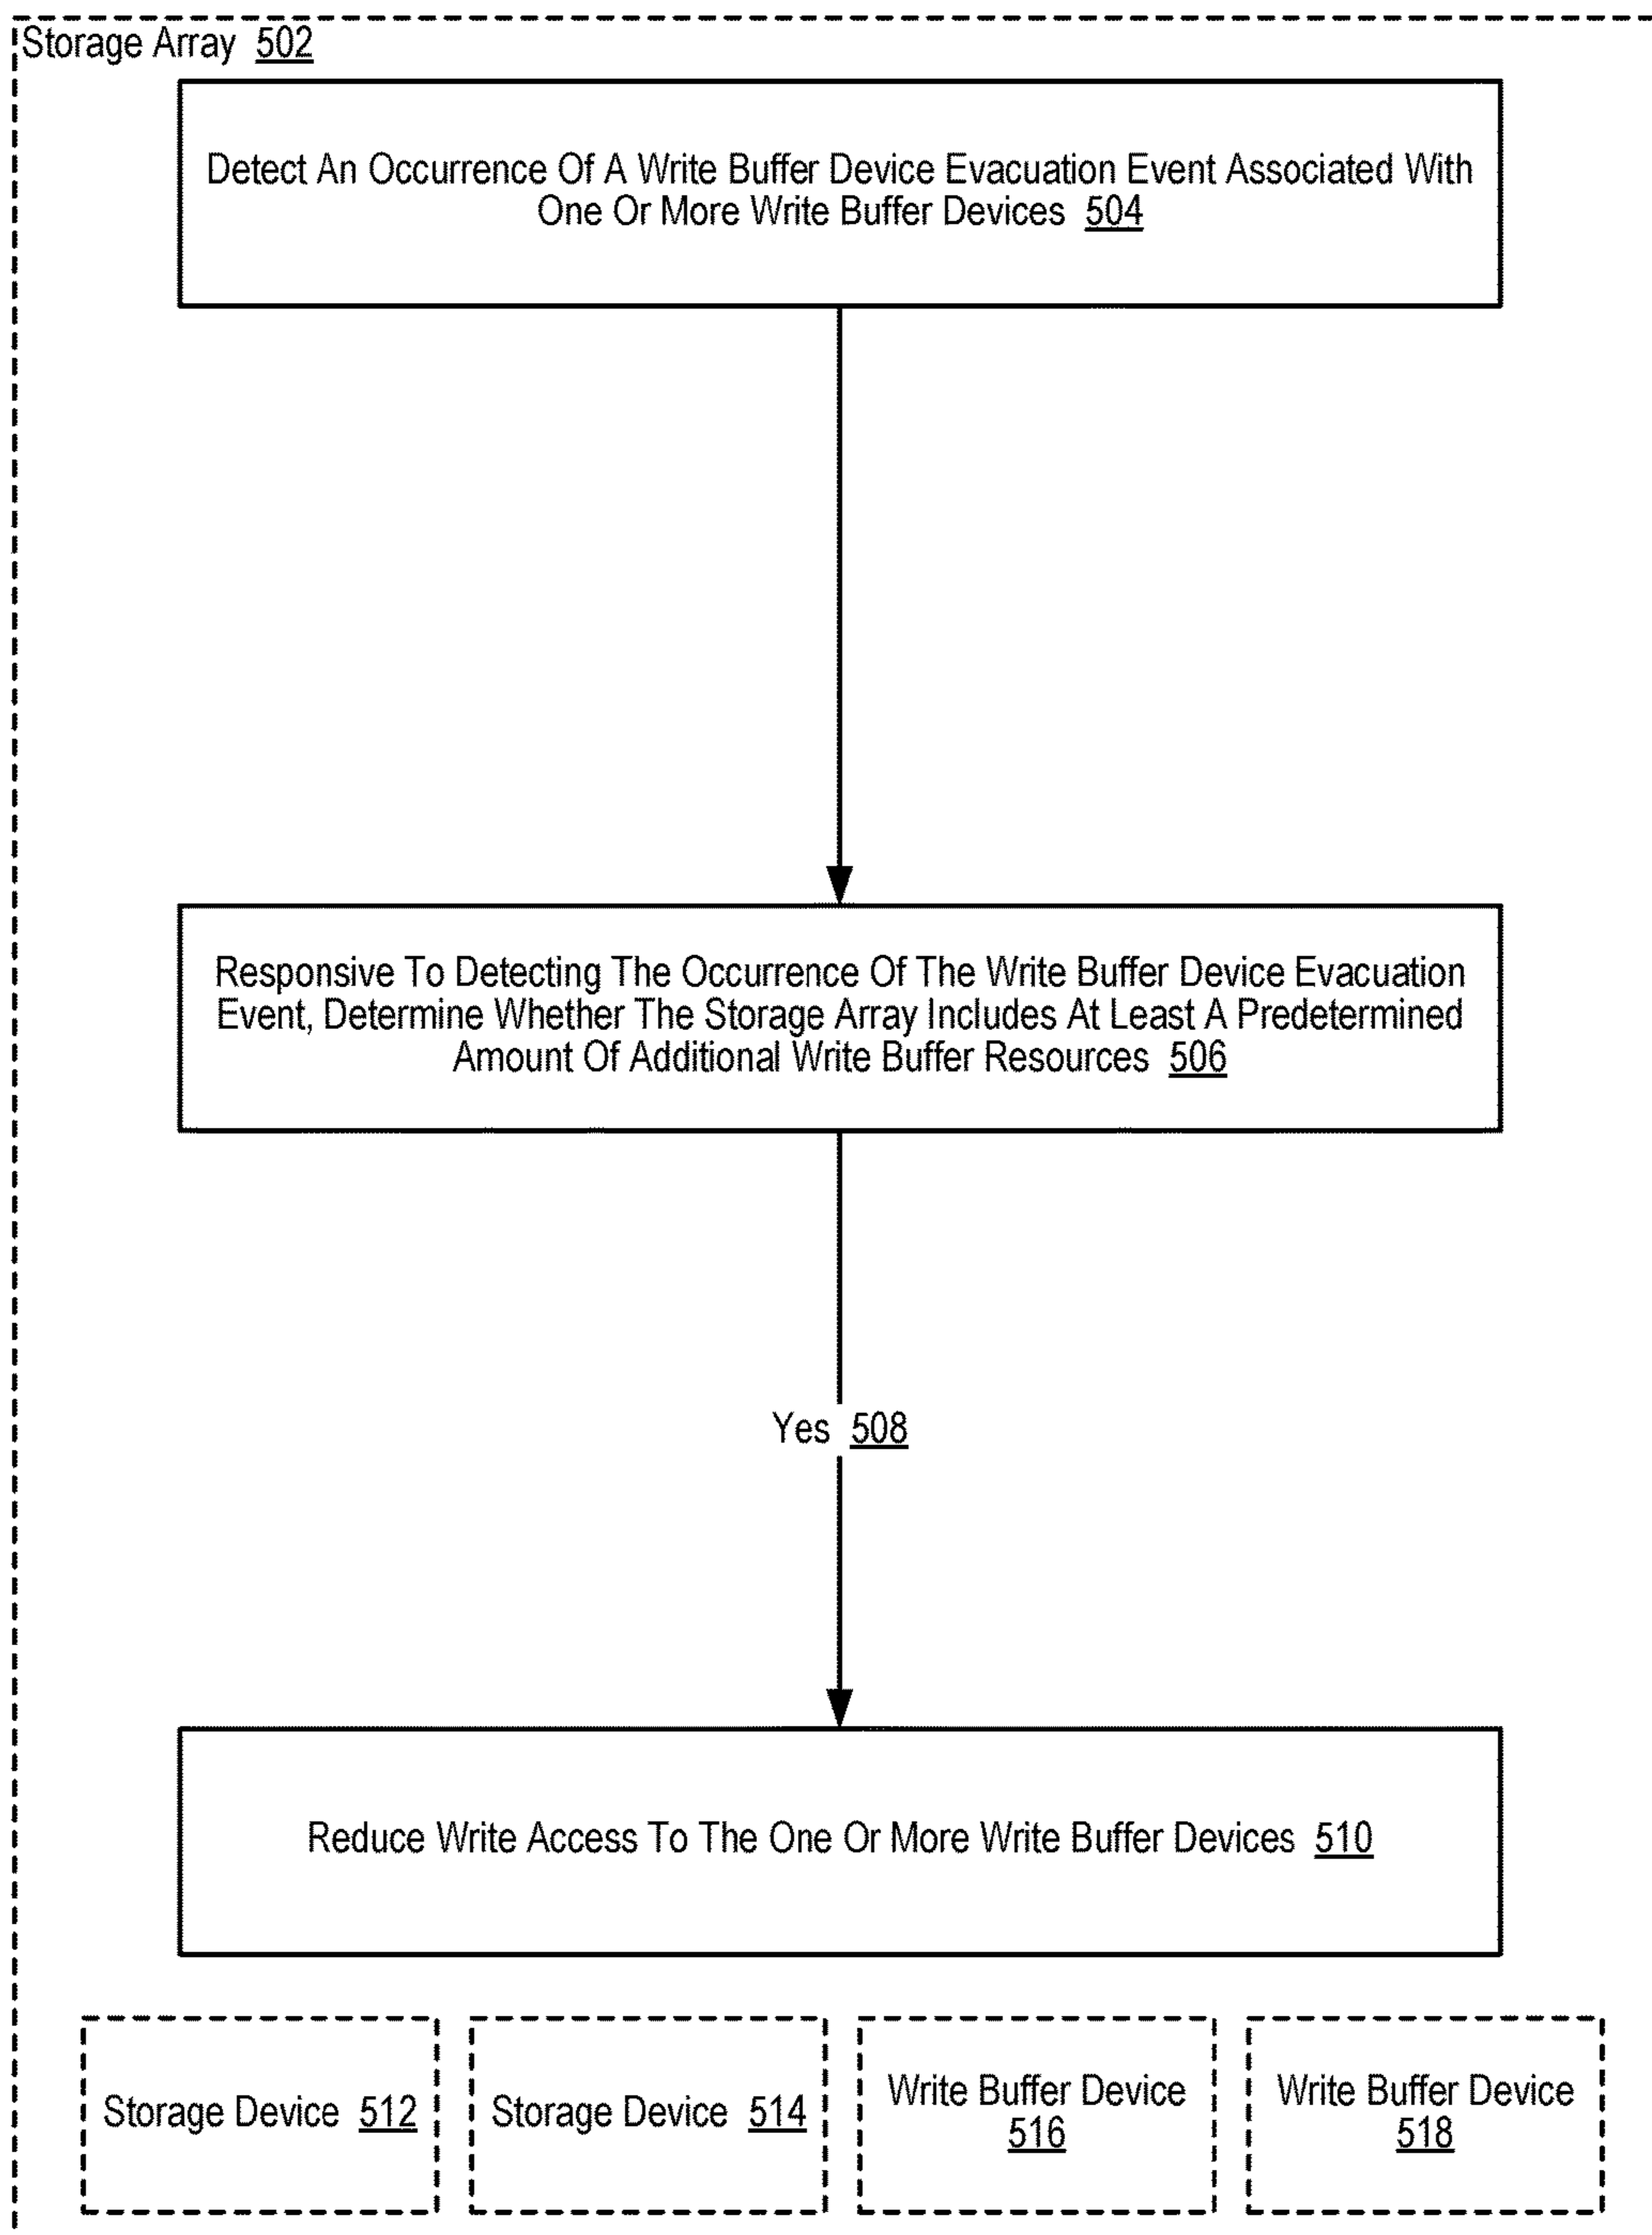 Storage Array 502
Detect An Occurrence Of A Write Buffer Device Evacuation Event Associated With
One Or More Write Buffer Devices 504
Responsive To Detecting The Occurrence Of The Write Buffer Device Evacuation
Event, Determine Whether The Storage Array Includes At Least A Predetermined
Amount Of Additional Write Buffer Resources 506
Yes 508
Reduce Write Access To The One Or More Write Buffer Devices 510
Storage Device 512
Storage Device 514
Write Buffer Device
516
Write Buffer Device
518